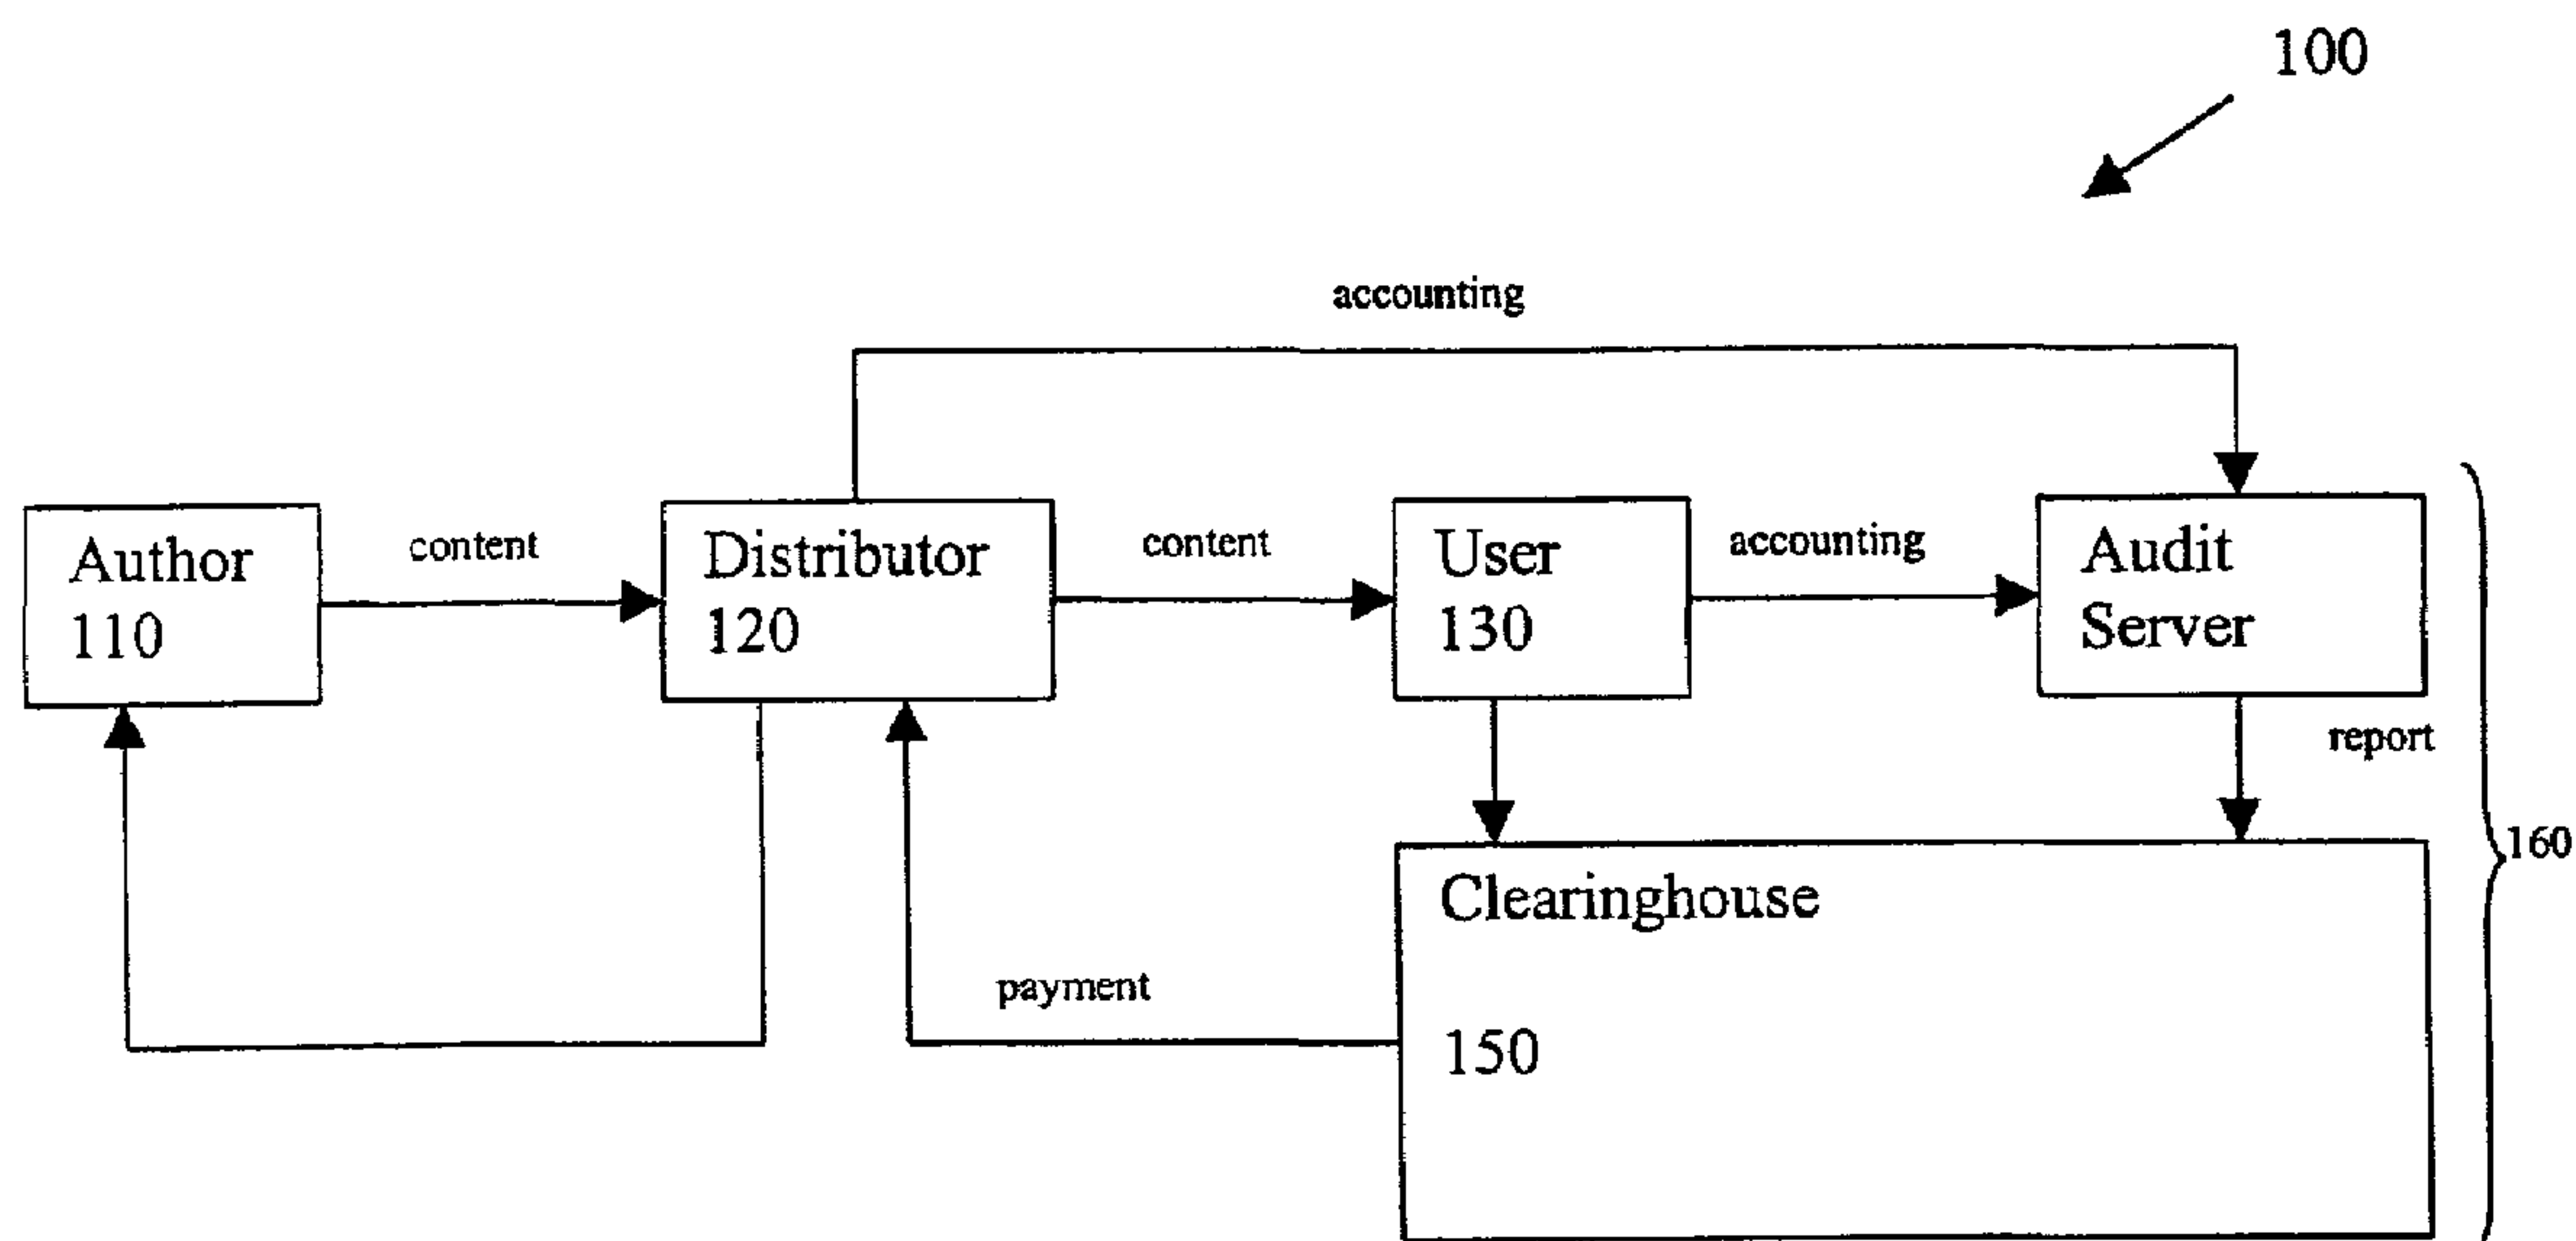 100
accounting
Author
110
content
Distributor
120
content
User
130
accounting
Audit
Server
report
160
Clearinghouse
150
payment